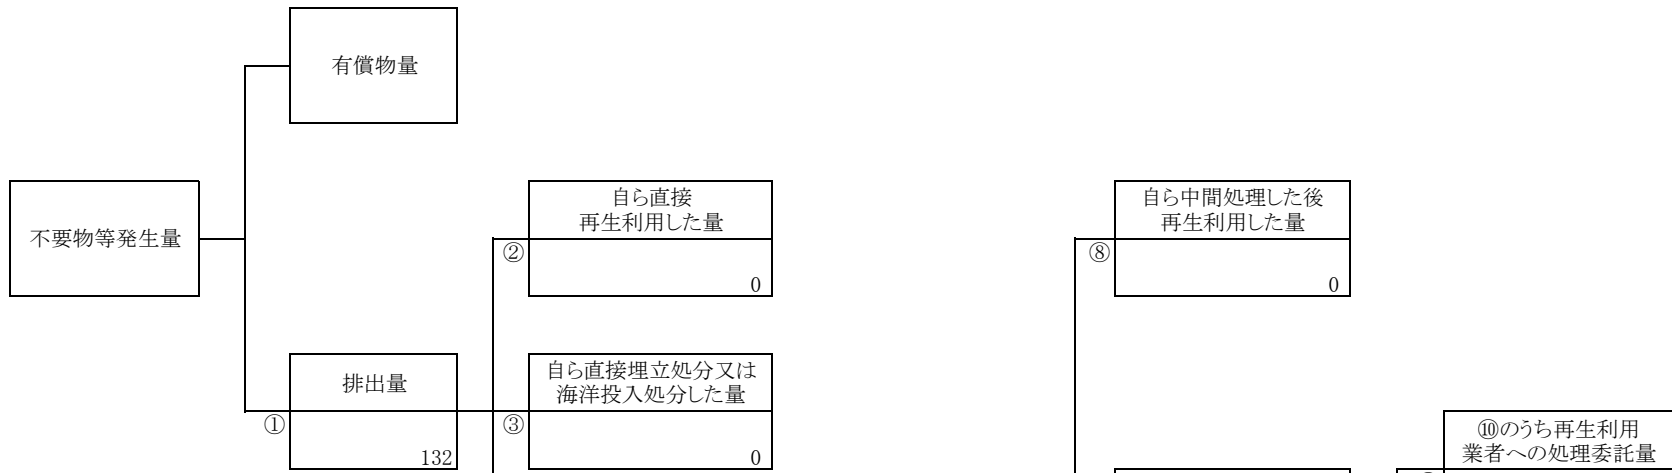 有償物量
不要物等発生量
自ら直接
再生利用した量
②
0
自ら中間処理した後
再生利用した量
⑧
0
排出量
①
132
自ら直接埋立処分又は
海洋投入処分した量
③
0
⑩のうち再生利用
業者への処理委託量